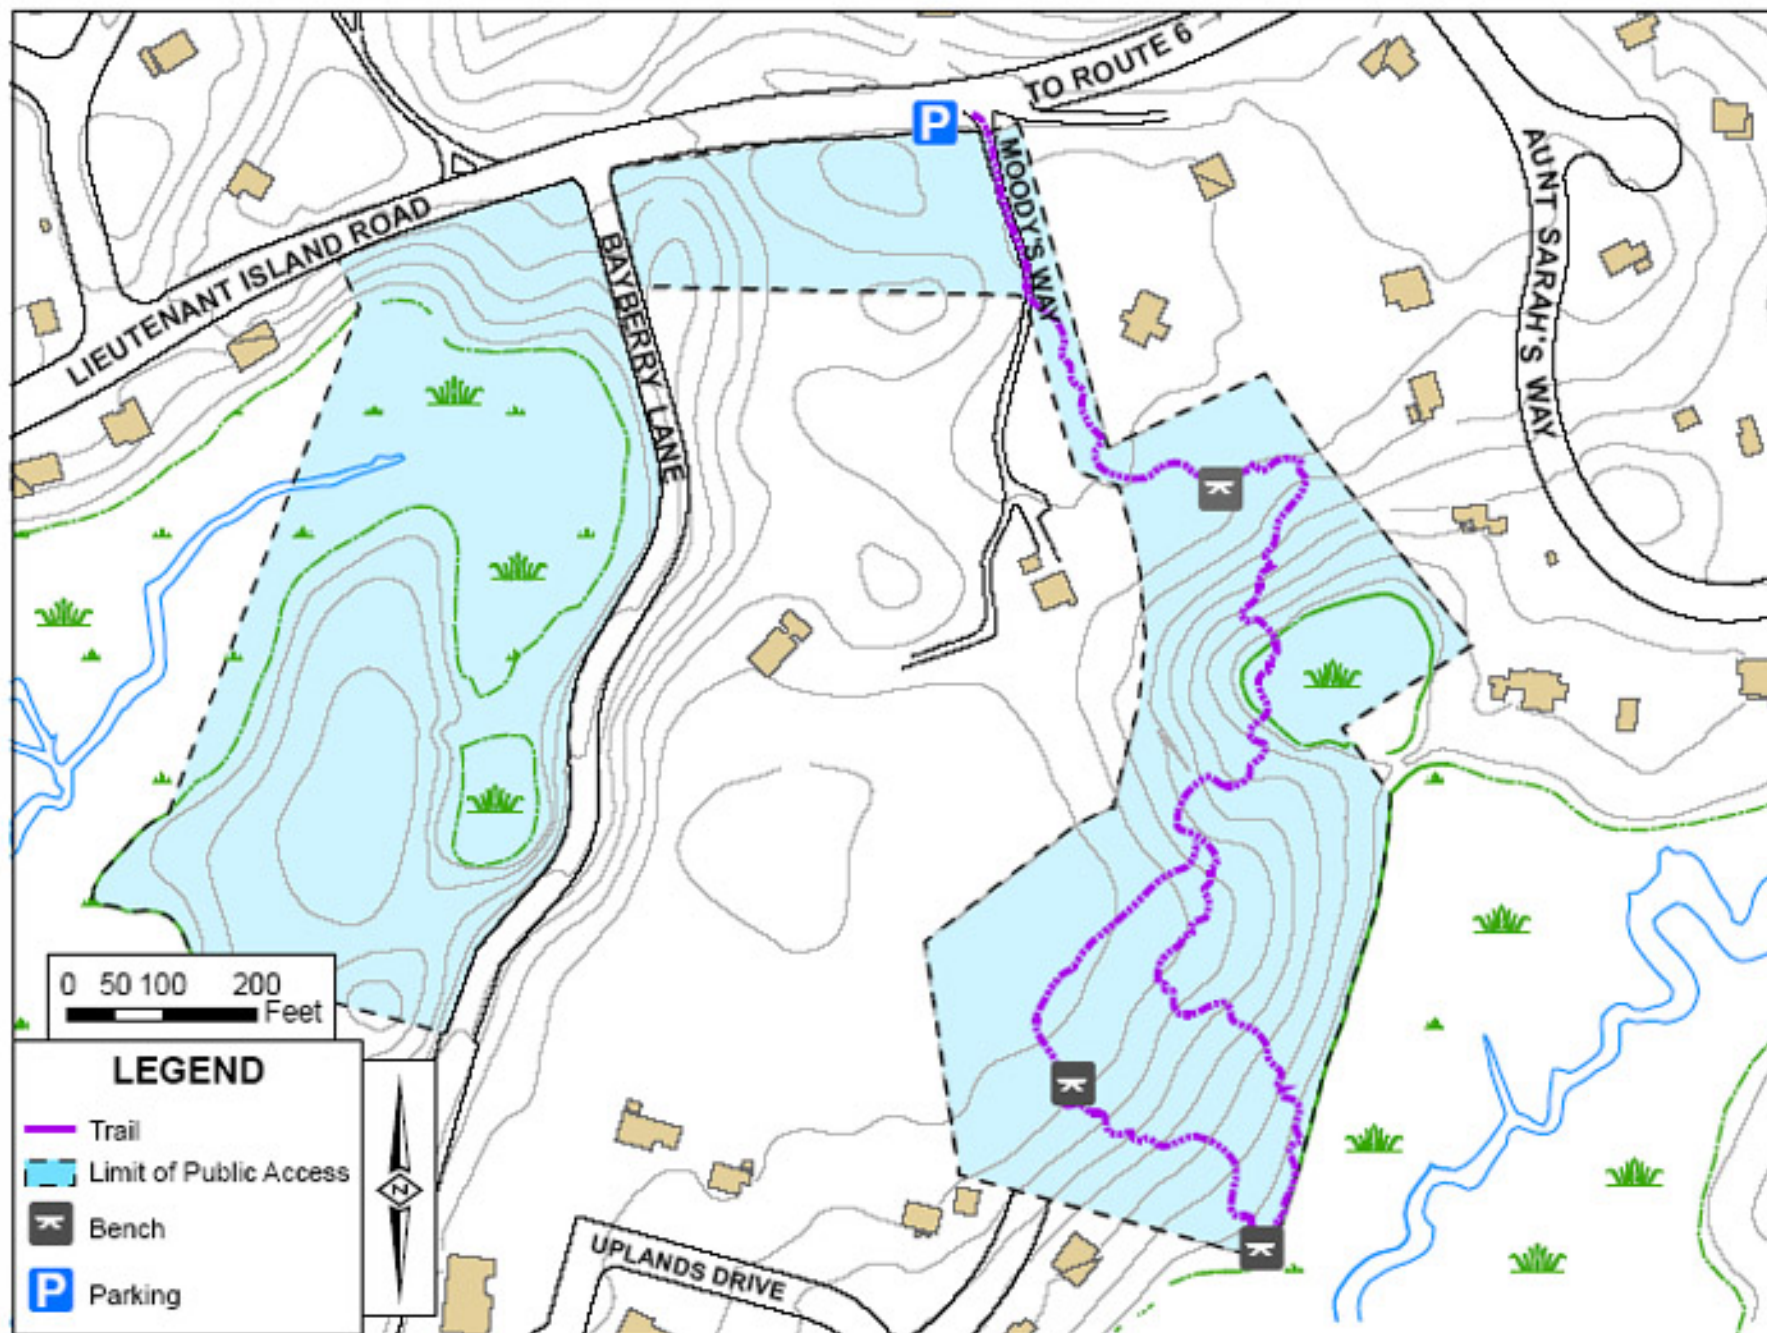 TO ROUTE 6
P
MOODY'S WAY
AUNT SARAH'S WAY
LIEUTENANT ISLAND ROAD
BAYBERRY LANE
0 50 100 200
Feet
LEGEND
Trail
Limit of Public Access
Bench
P Parking
N
UPLANDS DRIVE